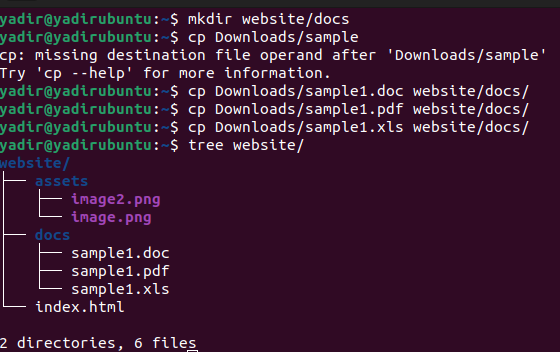 yadir@yadirubuntu:~$ mkdir website/docs
yadir@yadirubuntu:~$ cp Downloads/sample
cp: missing destination file operand after 'Downloads/sample'
Try 'cp --help' for more information.
yadir@yadirubuntu:~$ cp Downloads/sample1.doc website/docs/
yadir@yadirubuntu:~$ cp Downloads/sample1.pdf website/docs/
yadir@yadirubuntu:~$ cp Downloads/sample1.xls website/docs/
yadir@yadirubuntu:~$ tree website/
website/
├── assets
│   ├── image2.png
│   └── image.png
├── docs
│   ├── sample1.doc
│   ├── sample1.pdf
│   └── sample1.xls
└── index.html
2 directories, 6 files